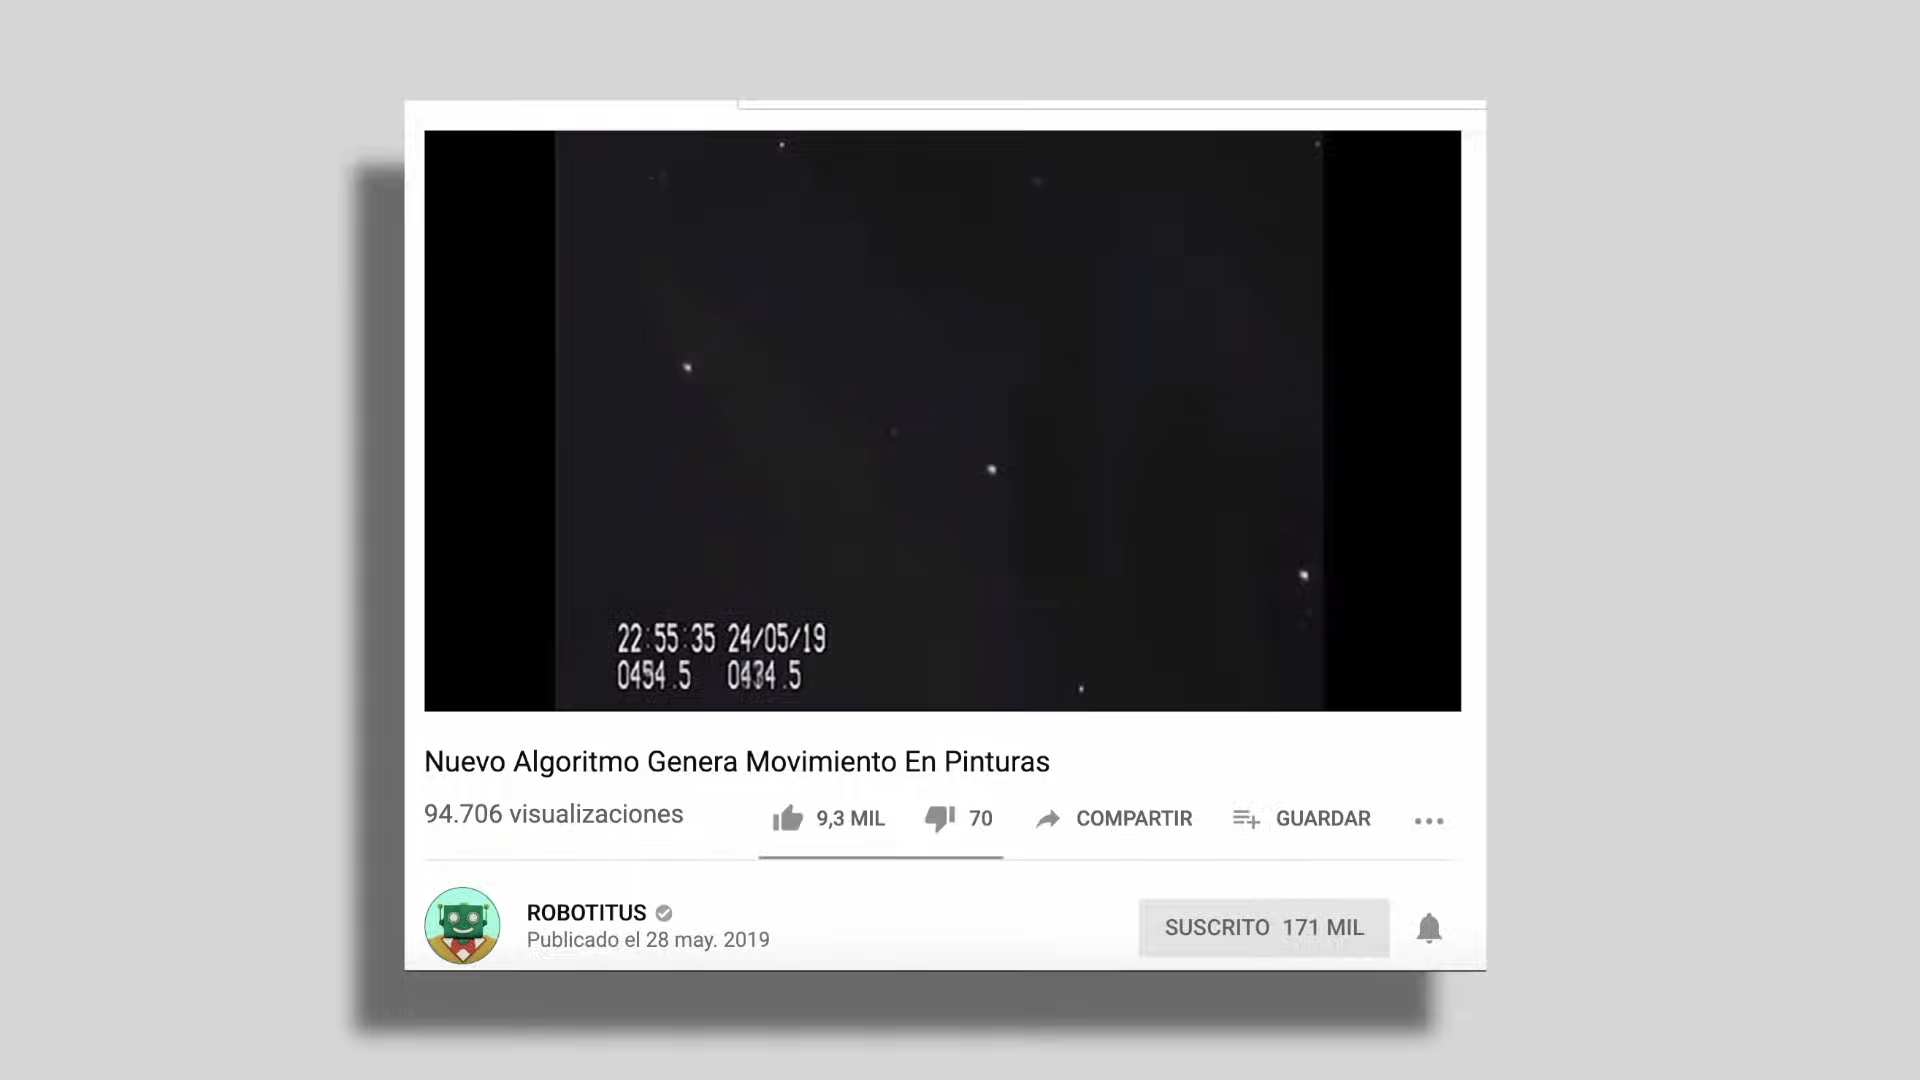 22:55:35 24/05/19
0454.5 0434.5
Nuevo Algoritmo Genera Movimiento En Pinturas
94.706 visualizaciones
9,3 MIL
70
COMPARTIR
GUARDAR
ROBOTITUS
Publicado el 28 may. 2019
SUSCRITO 171 MIL